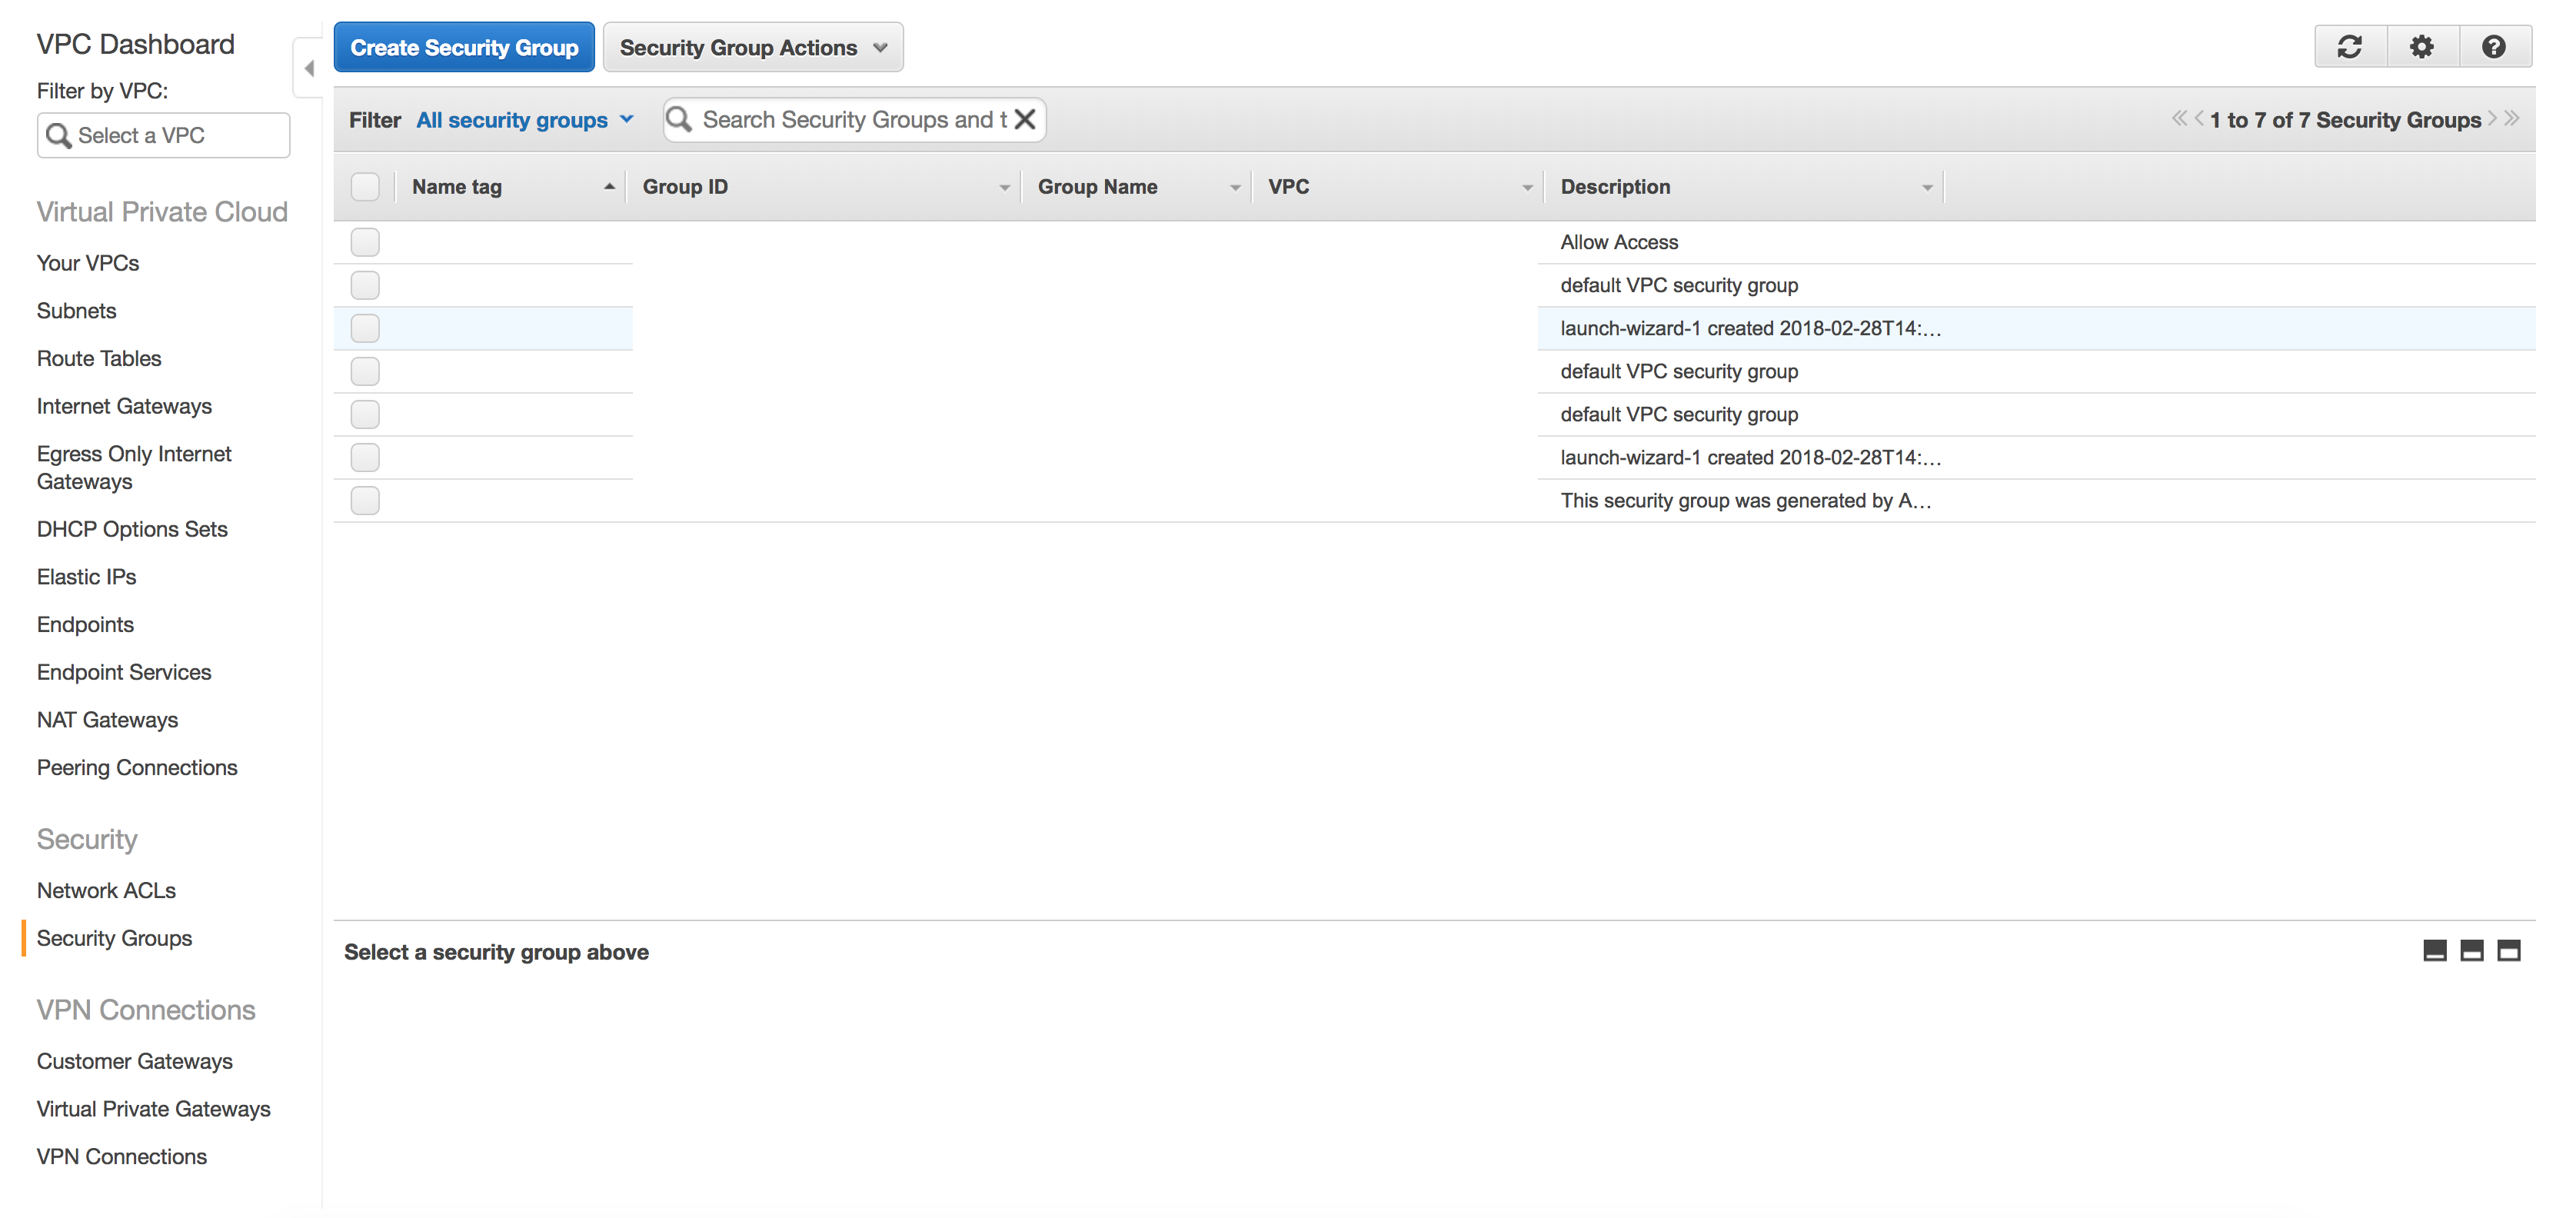 VPC Dashboard
Filter by VPC:
Select a VPC
Virtual Private Cloud
Your VPCs
Subnets
Route Tables
Internet Gateways
Egress Only Internet
Gateways
DHCP Options Sets
Elastic IPs
Endpoints
Endpoint Services
NAT Gateways
Peering Connections
Security
Network ACLs
Security Groups
VPN Connections
Customer Gateways
Virtual Private Gateways
VPN Connections
Create Security Group Security Group Actions
Filter All security groups Search Security Groups and t 1 to 7 of 7 Security Groups
Name tag Group ID Group Name VPC Description
Allow Access
default VPC security group
launch-wizard-1 created 2018-02-28T14:...
default VPC security group
default VPC security group
launch-wizard-1 created 2018-02-28T14:...
This security group was generated by A...
Select a security group above